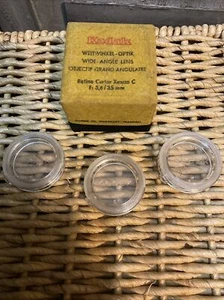 Kodak
WEITWINKEL-OPTIK
WIDE-ANGLE LENS
OBJECTIF GRAND-ANGULAIRE
Retina Curtar Xenon C
f: 5,6/35 mm